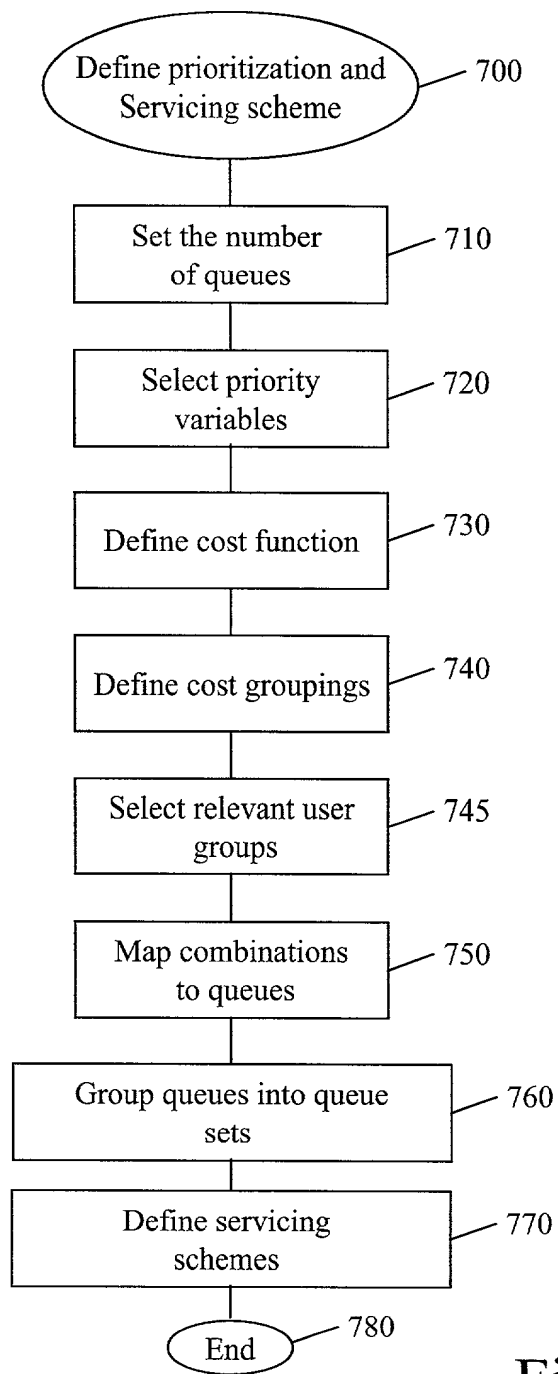 Define prioritization and
Servicing scheme
700
Set the number
of queues
710
Select priority
variables
720
Define cost function
730
Define cost groupings
740
Select relevant user
groups
745
Map combinations
to queues
750
Group queues into queue
sets
760
Define servicing
schemes
770
End
780